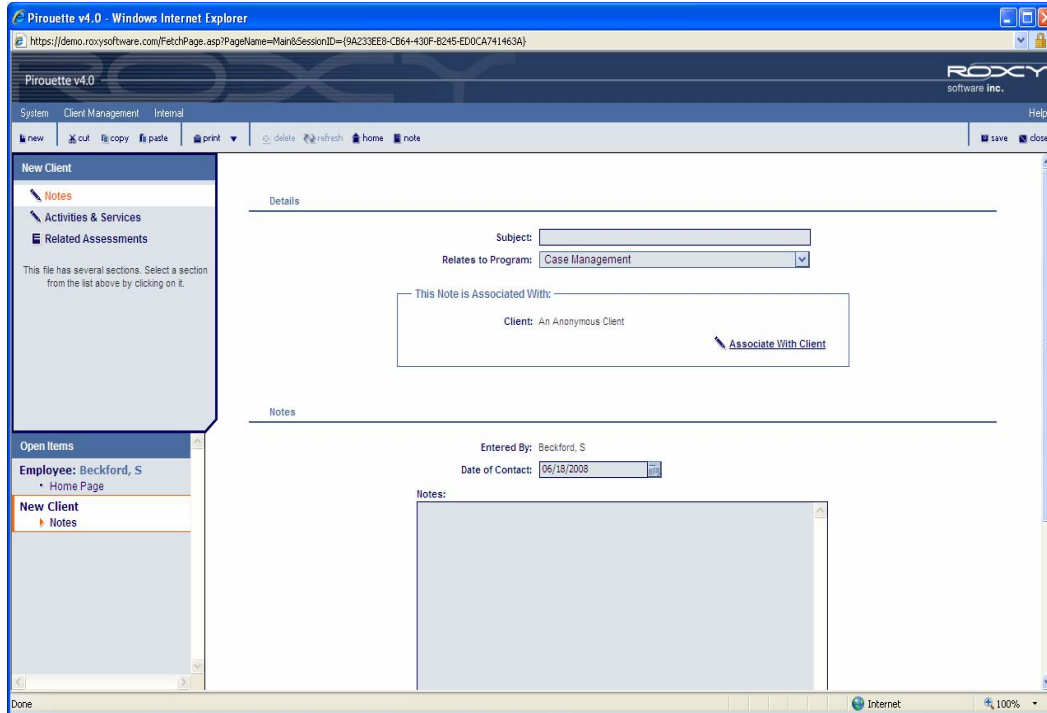 Pirouette v4.0 - Windows Internet Explorer
https://demo.roxysoftware.com/FetchPage.asp?PageName=Main&SessionID={9A233EE8-CB64-430F-B245-ED0CA741463A}
Pirouette v4.0
ROXY
software inc.
System Client Management Internal Help
new cut copy paste print delete refresh home note save close
New Client
Notes
Activities & Services
Related Assessments
This file has several sections. Select a section
from the list above by clicking on it.
Details
Subject:
Relates to Program: Case Management
This Note is Associated With:
Client: An Anonymous Client
Associate With Client
Notes
Entered By: Beckford, S
Date of Contact: 06/18/2008
Notes:
Open Items
Employee: Beckford, S
• Home Page
New Client
Notes
Done Internet 100%